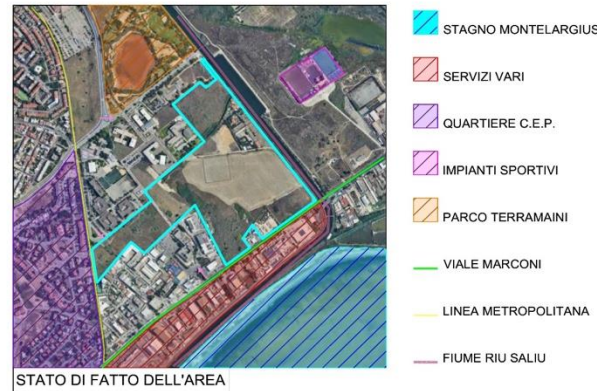 STAGNO MONTELARGIUS
SERVIZI VARI
QUARTIERE C.E.P.
IMPIANTI SPORTIVI
PARCO TERRAMAINI
VIALE MARCONI
LINEA METROPOLITANA
FIUME RIU SALIU
STATO DI FATTO DELL'AREA